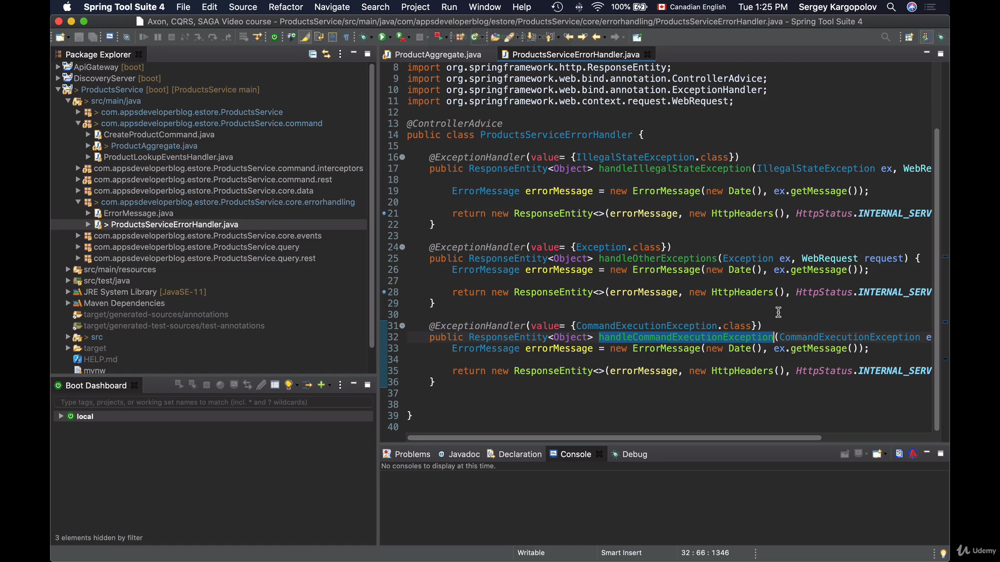 Spring Tool Suite 4 File Edit Source Refactor Navigate Search Project Run Window Help 100% Canadian English Tue 1:25 PM Sergey Kargopolov
Axon, CQRS, SAGA Video course - ProductsService/src/main/java/com/appsdeveloperblog/estore/ProductsService/core/errorhandling/ProductsServiceErrorHandler.java - Spring Tool Suite 4
Package Explorer
ApiGateway [boot]
DiscoveryServer [boot]
> ProductsService [boot] [ProductsService main]
> src/main/java
> com.appsdeveloperblog.estore.ProductsService
> com.appsdeveloperblog.estore.ProductsService.command
CreateProductCommand.java
> ProductAggregate.java
ProductLookupEventsHandler.java
com.appsdeveloperblog.estore.ProductsService.command.interceptors
com.appsdeveloperblog.estore.ProductsService.command.rest
com.appsdeveloperblog.estore.ProductsService.core.data
> com.appsdeveloperblog.estore.ProductsService.core.errorhandling
ErrorMessage.java
> ProductsServiceErrorHandler.java
com.appsdeveloperblog.estore.ProductsService.core.events
com.appsdeveloperblog.estore.ProductsService.query
com.appsdeveloperblog.estore.ProductsService.query.rest
src/main/resources
src/test/java
JRE System Library [JavaSE-11]
Maven Dependencies
target/generated-sources/annotations
target/generated-test-sources/test-annotations
> src
target
HELP.md
mvnw
Boot Dashboard
Type tags, projects, or working set names to match (incl. * and ? wildcards)
local
3 elements hidden by filter
ProductAggregate.java ProductsServiceErrorHandler.java
8 import org.springframework.http.ResponseEntity;
9 import org.springframework.web.bind.annotation.ControllerAdvice;
10 import org.springframework.web.bind.annotation.ExceptionHandler;
11 import org.springframework.web.context.request.WebRequest;
12
13 @ControllerAdvice
14 public class ProductsServiceErrorHandler {
15
16 @ExceptionHandler(value= {IllegalStateException.class})
17 public ResponseEntity<Object> handleIllegalStateException(IllegalStateException ex, WebRe
18
19 ErrorMessage errorMessage = new ErrorMessage(new Date(), ex.getMessage());
20
21 return new ResponseEntity<>(errorMessage, new HttpHeaders(), HttpStatus.INTERNAL_SERV
22 }
23
24 @ExceptionHandler(value= {Exception.class})
25 public ResponseEntity<Object> handleOtherExceptions(Exception ex, WebRequest request) {
26 ErrorMessage errorMessage = new ErrorMessage(new Date(), ex.getMessage());
27
28 return new ResponseEntity<>(errorMessage, new HttpHeaders(), HttpStatus.INTERNAL_SERV
29 }
30
31 @ExceptionHandler(value= {CommandExecutionException.class})
32 public ResponseEntity<Object> handleCommandExecutionException(CommandExecutionException e
33 ErrorMessage errorMessage = new ErrorMessage(new Date(), ex.getMessage());
34
35 return new ResponseEntity<>(errorMessage, new HttpHeaders(), HttpStatus.INTERNAL_SERV
36 }
37
38
39 }
40
Problems Javadoc Declaration Console Debug
No consoles to display at this time.
Writable Smart Insert 32 : 66 : 1346
Udemy